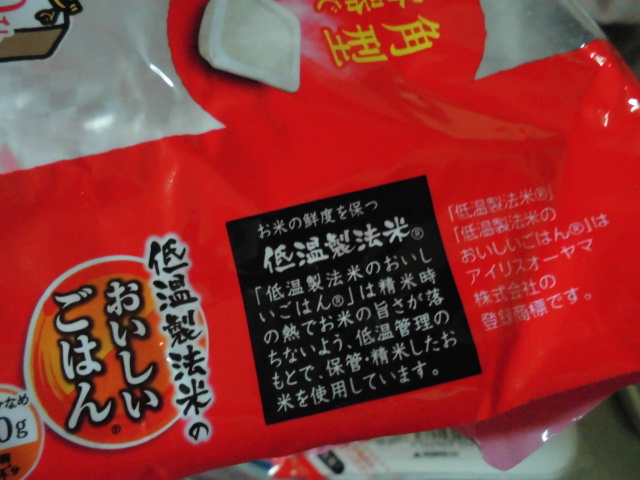 角型
低温製法米の
おいしい
ごはん®
お米の鮮度を保つ
低温製法米®
「低温製法米のおいし
いごはん®」は精米時
の熱でお米の旨さが落
ちないよう、低温管理の
もとで、保管・精米したお
米を使用しています。
「低温製法米®」
「低温製法米の
おいしいごはん®」は
アイリスオーヤマ
株式会社の
登録商標です。
なめ
0g